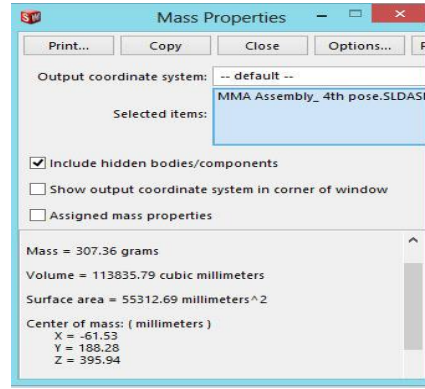 SW Mass Properties
Print... Copy Close Options...
Output coordinate system: -- default --
MMA Assembly_ 4th pose.SLDAS
Selected items:
Include hidden bodies/components
Show output coordinate system in corner of window
Assigned mass properties
Mass = 307.36 grams
Volume = 113835.79 cubic millimeters
Surface area = 55312.69 millimeters^2
Center of mass: ( millimeters )
X = -61.53
Y = 188.28
Z = 395.94